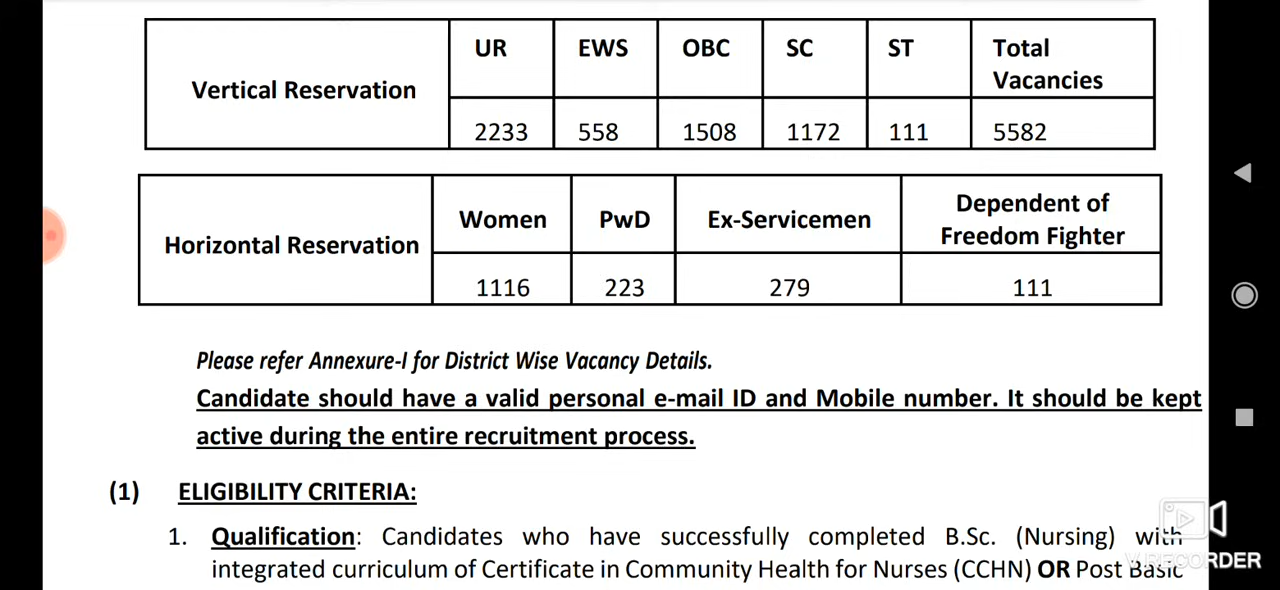 UR EWS OBC SC ST Total
Vacancies
Vertical Reservation
2233 558 1508 1172 111 5582
Dependent of
Women PwD Ex-Servicemen
Freedom Fighter
Horizontal Reservation
1116 223 279 111
Please refer Annexure-I for District Wise Vacancy Details.
Candidate should have a valid personal e-mail ID and Mobile number. It should be kept
active during the entire recruitment process.
(1) ELIGIBILITY CRITERIA:
1. Qualification: Candidates who have successfully completed B.Sc. (Nursing) with
integrated curriculum of Certificate in Community Health for Nurses (CCHN) OR Post Basic
V RECORDER